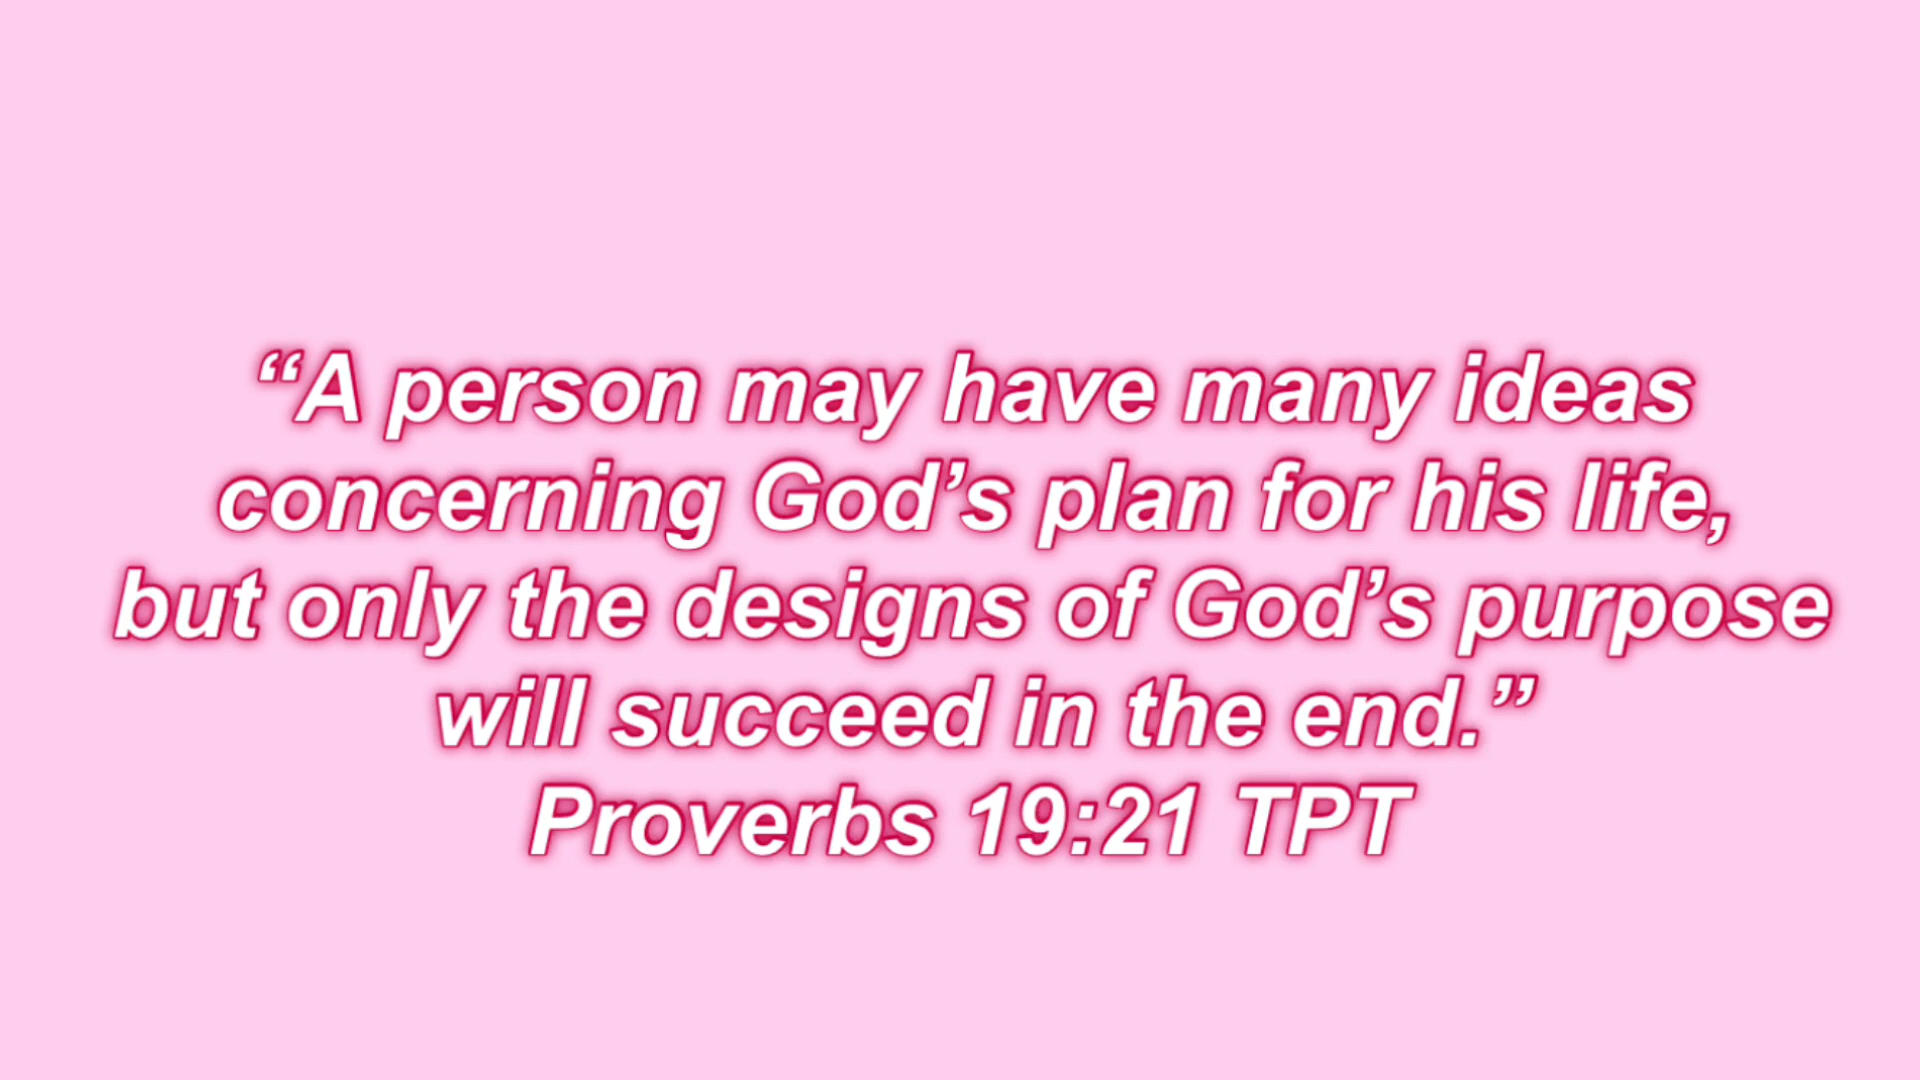 “A person may have many ideas
concerning God’s plan for his life,
but only the designs of God’s purpose
will succeed in the end.”
Proverbs 19:21 TPT